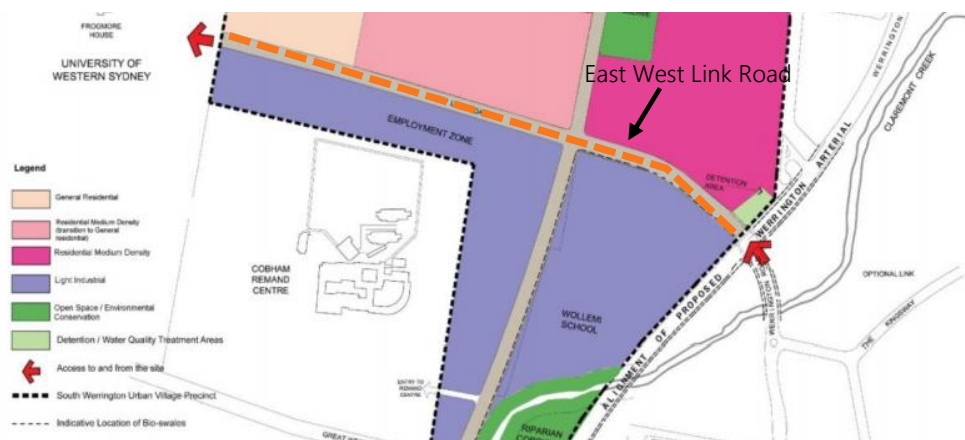 FROGMORE
HOUSE
UNIVERSITY OF
WESTERN SYDNEY
East West Link Road
EMPLOYMENT ZONE
DETENTION
AREA
WERRINGTON
CLAREMONT CREEK
WERRINGTON ARTERIAL
ALIGNMENT OF PROPOSED
Legend
General Residential
Residential Medium Density
(transition to General
residential)
Residential Medium Density
Light Industrial
Open Space / Environmental
Conservation
Detention / Water Quality Treatment Areas
Access to and from the site
South Werrington Urban Village Precinct
Indicative Location of Bio-swales
COBHAM
REMAND
CENTRE
WOLLEMI
SCHOOL
OPTIONAL LINK
THE KINGSWAY
ENTRY TO
REMAND
CENTRE
RIPARIAN
GREAT